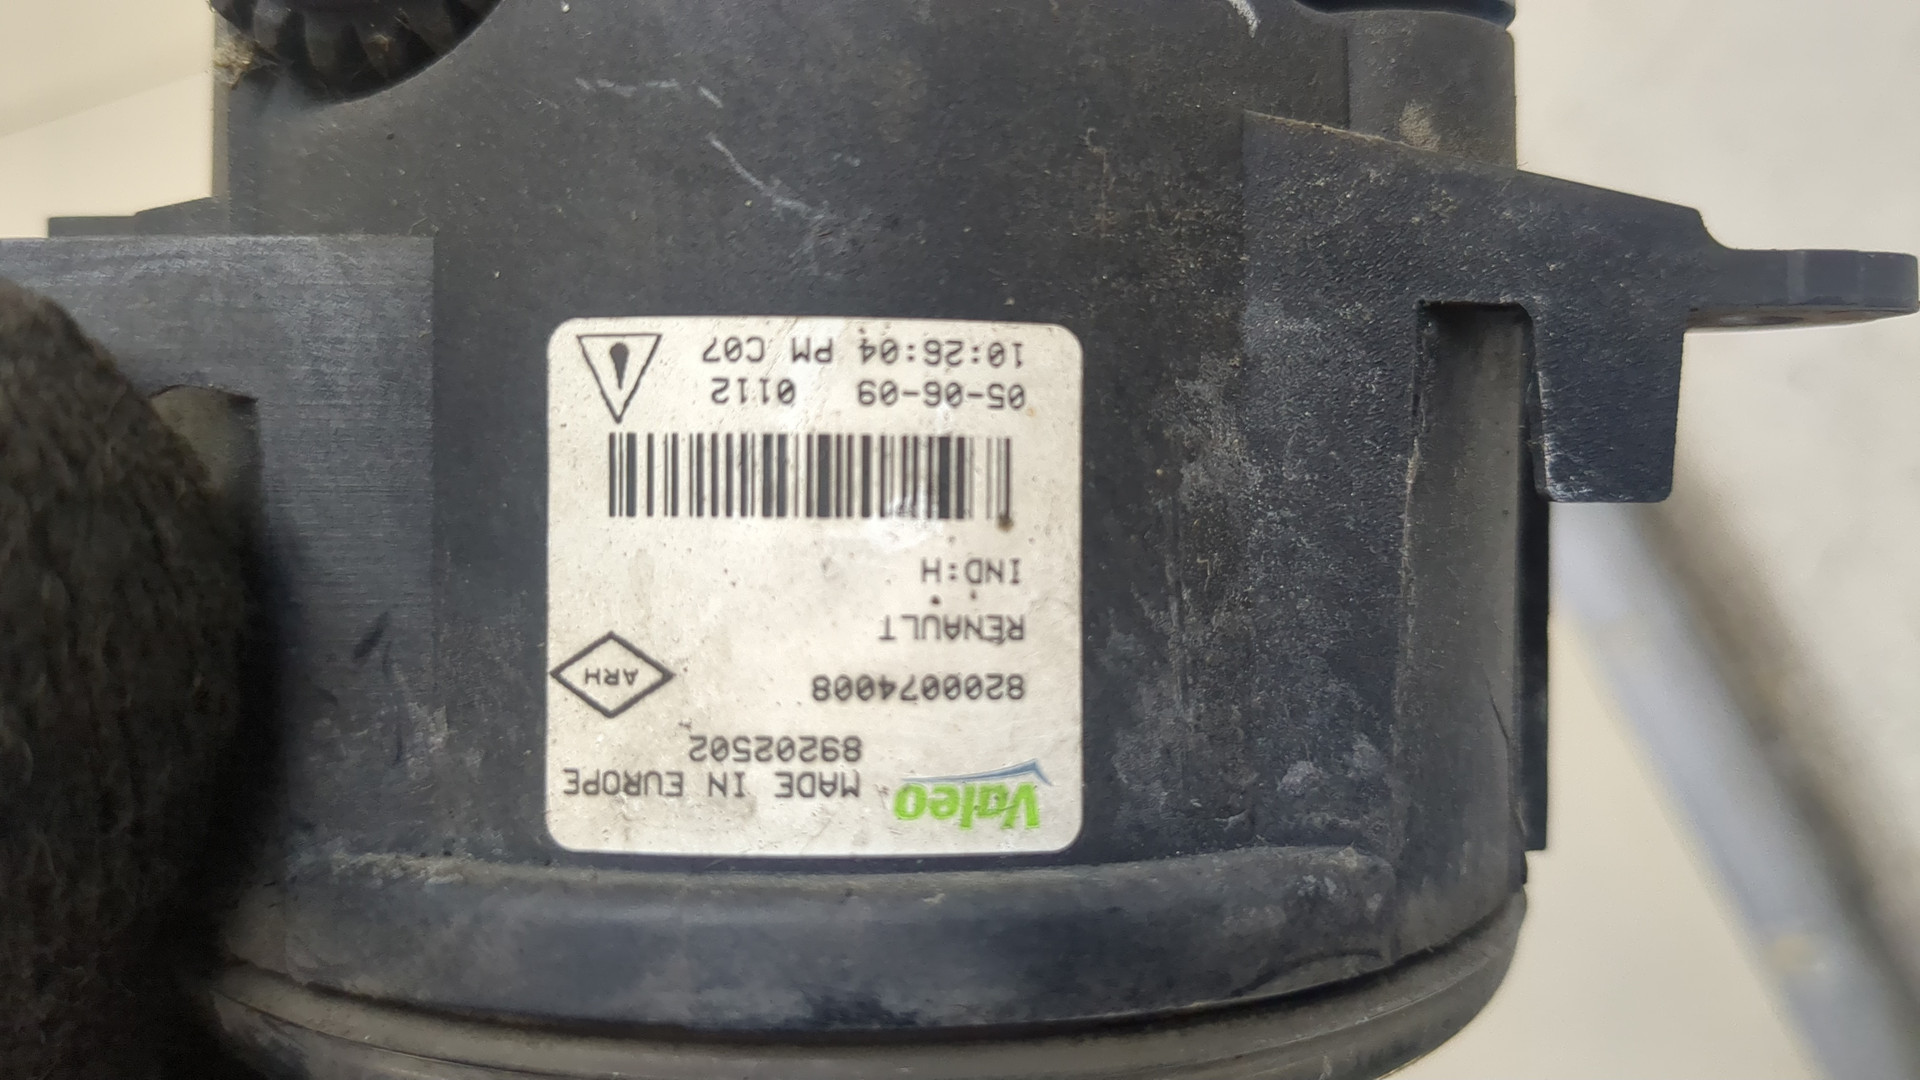 Valeo MADE IN EUROPE
89202502
8200074008
ARH
RENAULT
IND:H
05-06-09 0112
10:26:04 PM C07